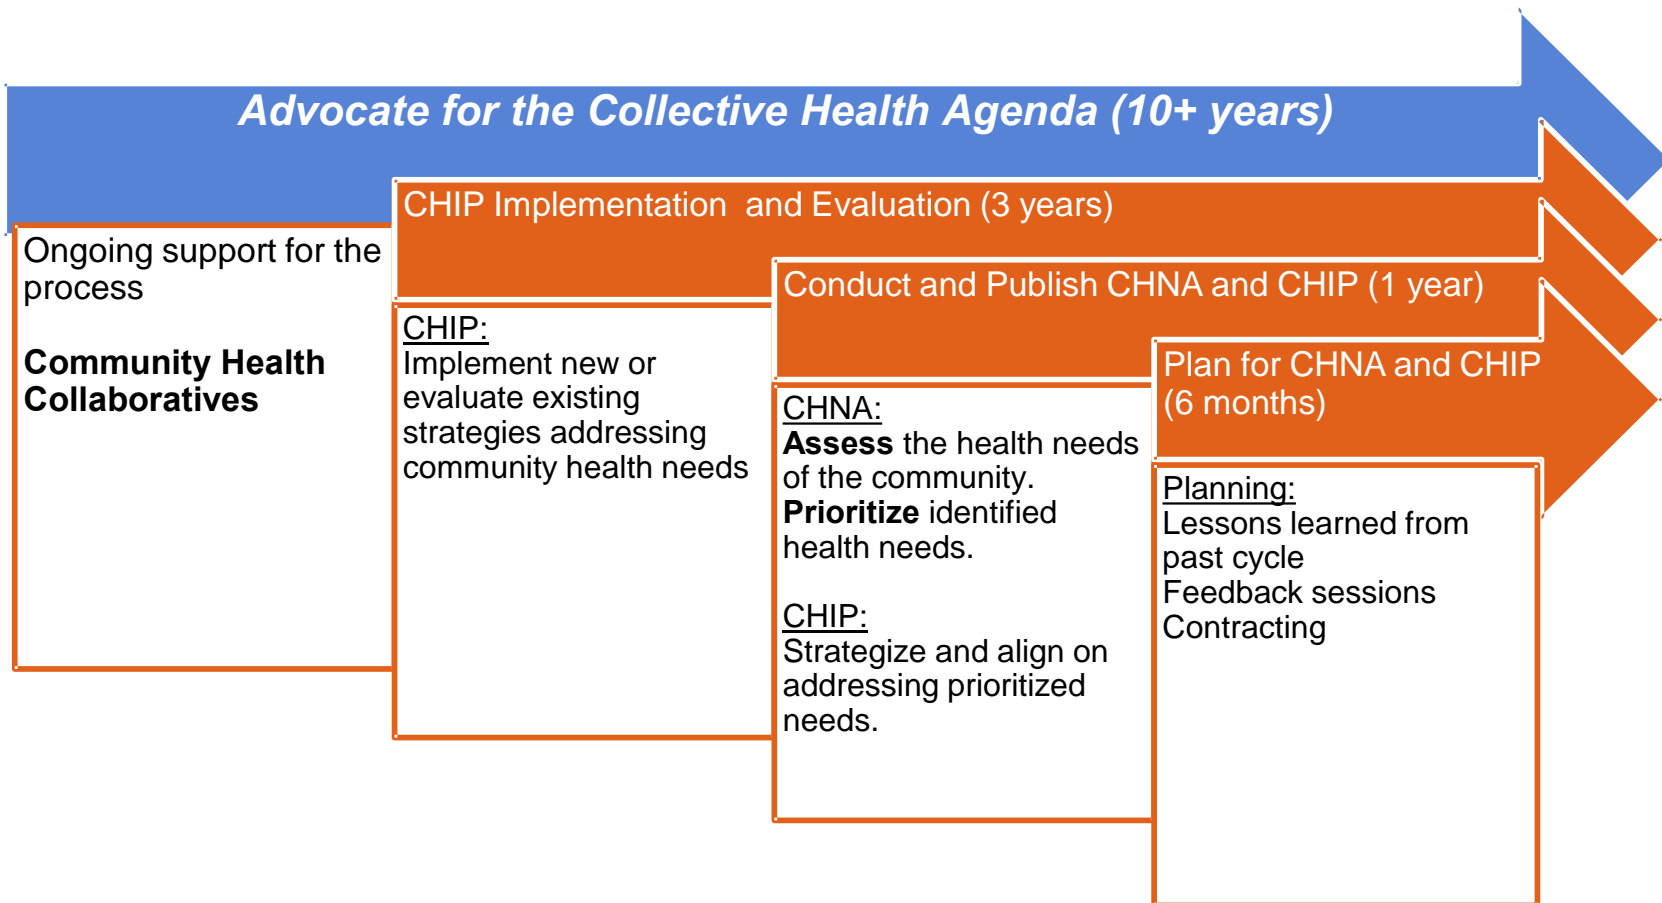 Advocate for the Collective Health Agenda (10+ years)
CHIP Implementation  and Evaluation (3 years)
Ongoing support for the
process
Community Health
Collaboratives
Conduct and Publish CHNA and CHIP (1 year)
CHIP:
Implement new or
evaluate existing
strategies addressing
community health needs
Plan for CHNA and CHIP
(6 months)
CHNA:
Assess the health needs
of the community.
Prioritize identified
health needs.
CHIP:
Strategize and align on
addressing prioritized
needs.
Planning:
Lessons learned from
past cycle
Feedback sessions
Contracting